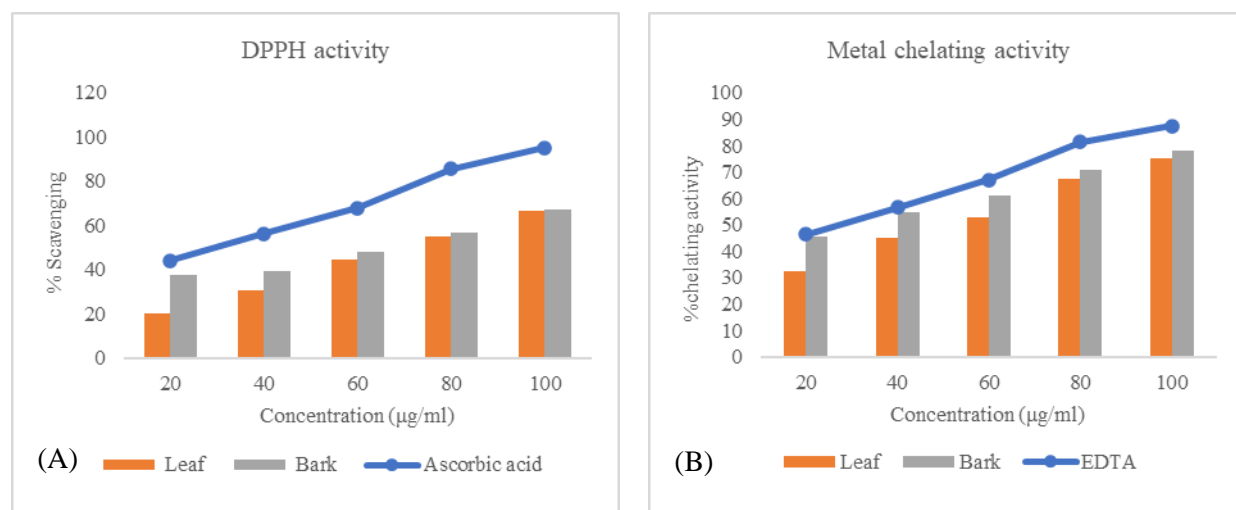 DPPH activity
% Scavenging
120
100
80
60
40
20
0
20 40 60 80 100
Concentration (µg/ml)
(A) Leaf Bark Ascorbic acid
Metal chelating activity
%chelating activity
100
90
80
70
60
50
40
30
20
10
0
20 40 60 80 100
Concentration (µg/ml)
(B) Leaf Bark EDTA